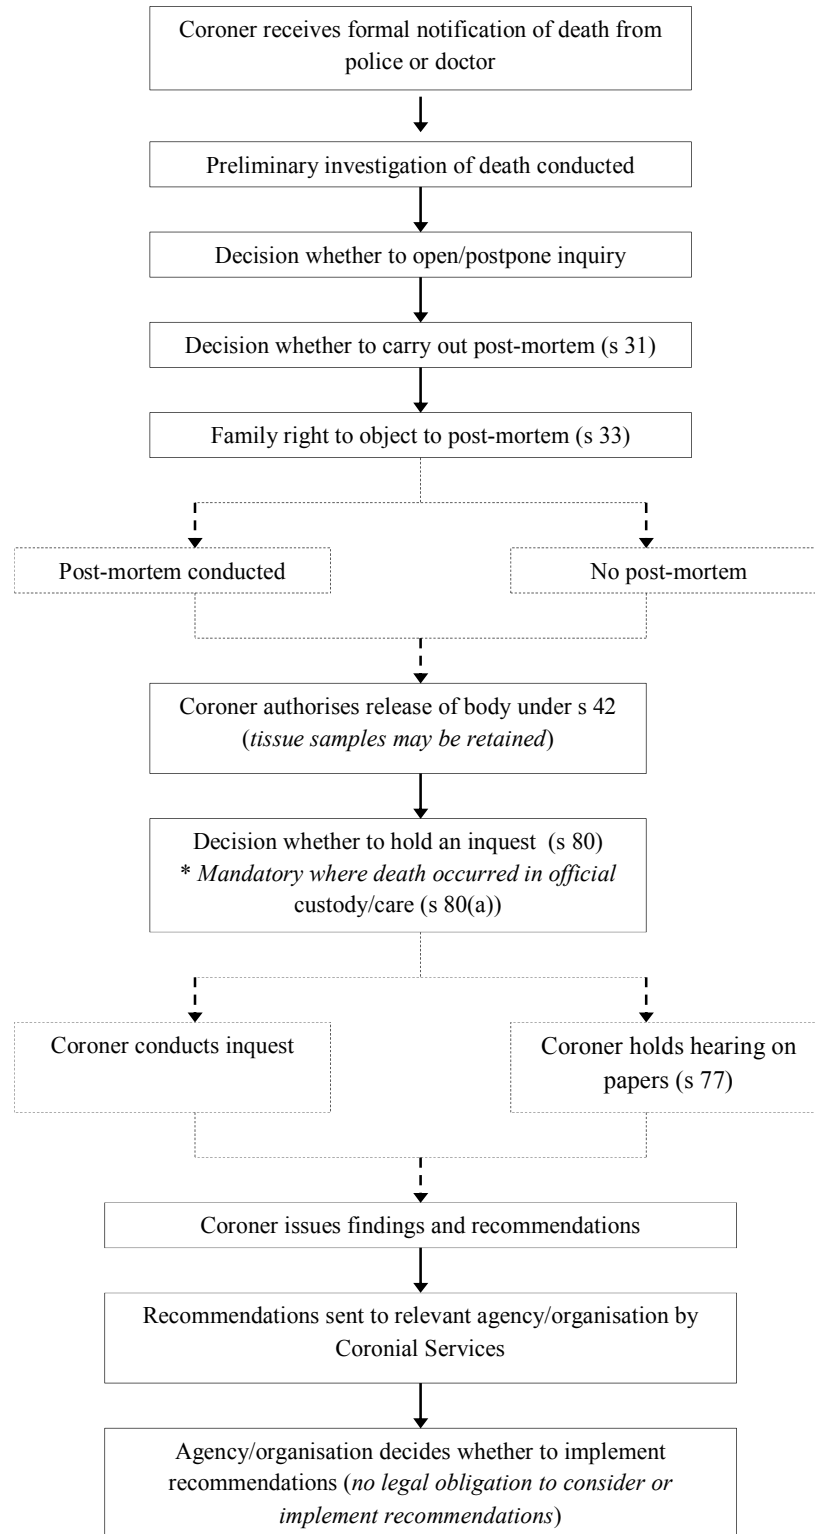 Coroner receives formal notification of death from
police or doctor
Preliminary investigation of death conducted
Decision whether to open/postpone inquiry
Decision whether to carry out post-mortem (s 31)
Family right to object to post-mortem (s 33)
Post-mortem conducted
No post-mortem
Coroner authorises release of body under s 42
(tissue samples may be retained)
Decision whether to hold an inquest (s 80)
* Mandatory where death occurred in official
custody/care (s 80(a))
Coroner conducts inquest
Coroner holds hearing on
papers (s 77)
Coroner issues findings and recommendations
Recommendations sent to relevant agency/organisation by
Coronial Services
Agency/organisation decides whether to implement
recommendations (no legal obligation to consider or
implement recommendations)